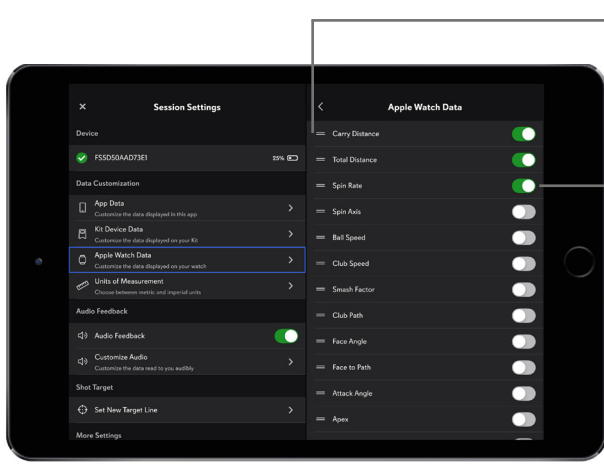 Session Settings
Device
FSSD50AAD73E1
25%
Data Customization
App Data
Customize the data displayed in this app
Kit Device Data
Customize the data displayed on your Kit
Apple Watch Data
Customize the data displayed on your watch
Units of Measurement
Choose between metric and imperial units
Audio Feedback
Audio Feedback
Customize Audio
Customize the data read to you audibly
Shot Target
Set New Target Line
More Settings
Apple Watch Data
Carry Distance
Total Distance
Spin Rate
Spin Axis
Ball Speed
Club Speed
Smash Factor
Club Path
Face Angle
Face to Path
Attack Angle
Apex